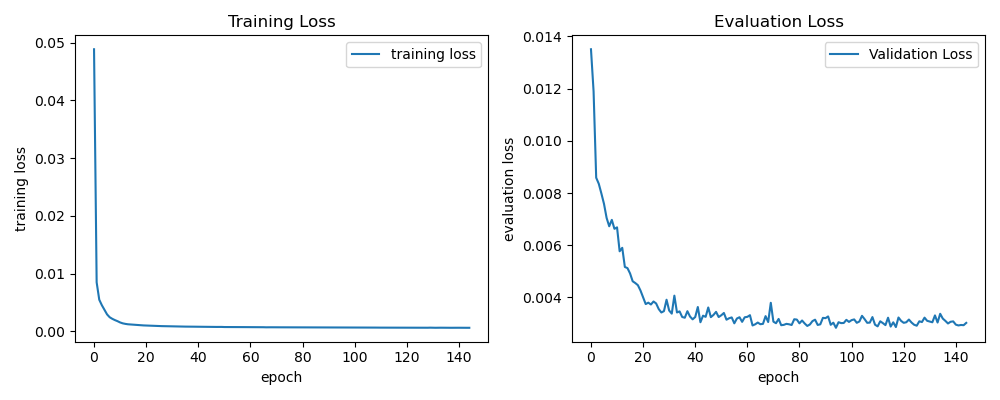 Training Loss
training loss
0.05
0.04
0.03
0.02
0.01
0.00
training loss
0 20 40 60 80 100 120 140
epoch
Evaluation Loss
Validation Loss
0.014
0.012
0.010
0.008
0.006
0.004
evaluation loss
0 20 40 60 80 100 120 140
epoch